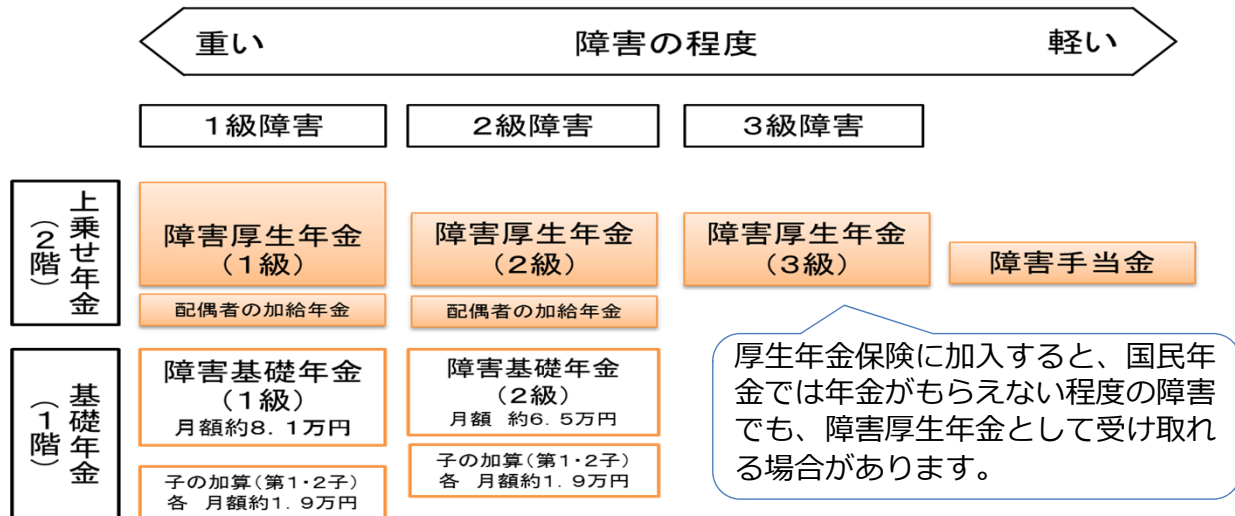 重い
障害の程度
軽い
1級障害
2級障害
3級障害
上乗せ年金
（2階）
障害厚生年金
（1級）
配偶者の加給年金
障害厚生年金
（2級）
配偶者の加給年金
障害厚生年金
（3級）
障害手当金
厚生年金保険に加入すると、国民年
金では年金がもらえない程度の障害
でも、障害厚生年金として受け取れ
る場合があります。
基礎年金
（1階）
障害基礎年金
（1級）
月額約8．1万円
子の加算（第1・2子）
各　月額約1．9万円
障害基礎年金
（2級）
月額　約6．5万円
子の加算（第1・2子）
各　月額約1．9万円